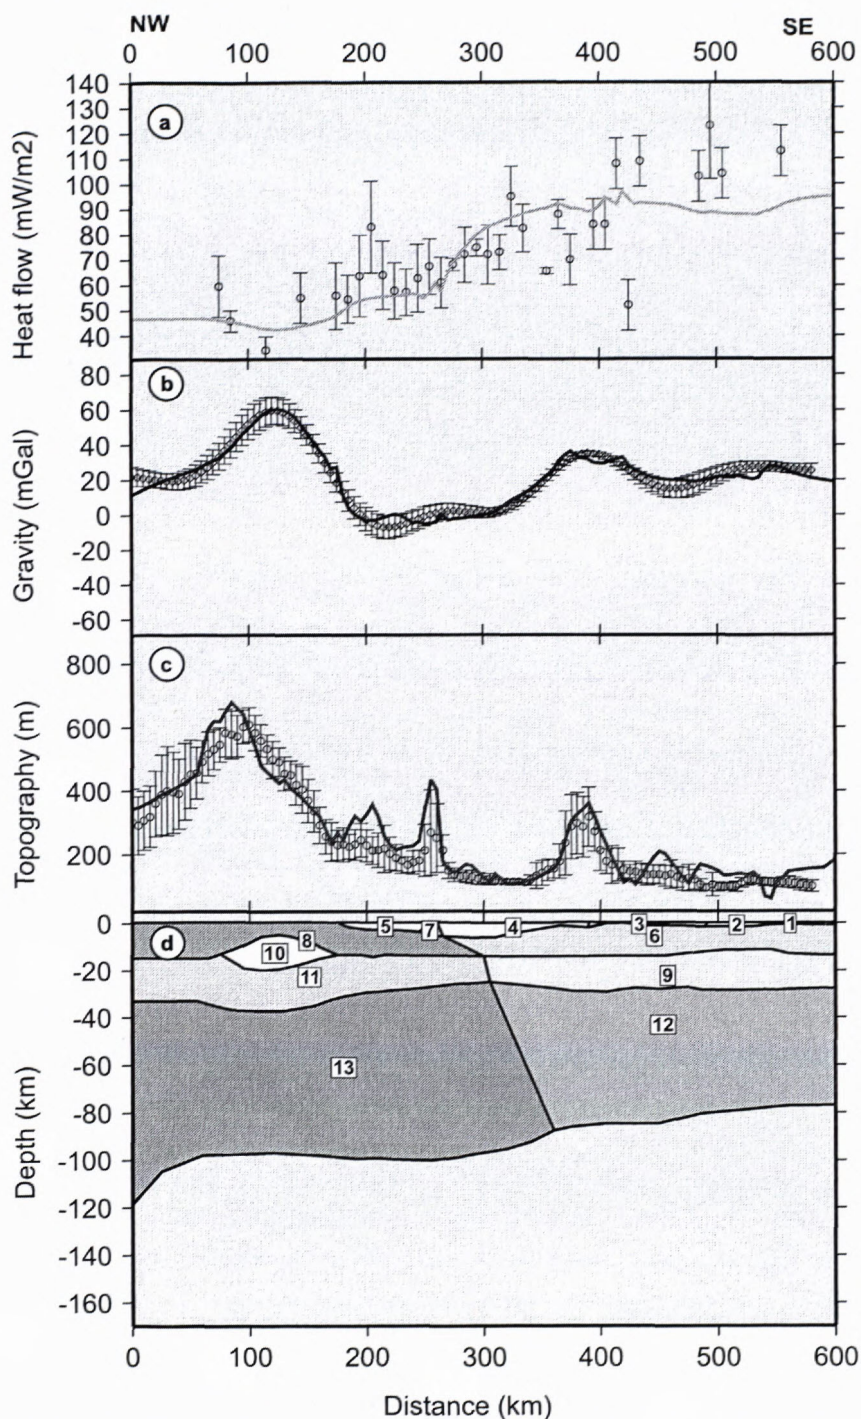 NW SE
0 100 200 300 400 500 600
a
Heat flow (mW/m2)
140
130
120
110
100
90
80
70
60
50
40
b
Gravity (mGal)
80
60
40
20
0
-20
-40
-60
c
Topography (m)
800
600
400
200
d
Depth (km)
0
-20
-40
-60
-80
-100
-120
-140
-160
5 7 4 3 6 2 1
10 8
11 9
12
13
0 100 200 300 400 500 600
Distance (km)